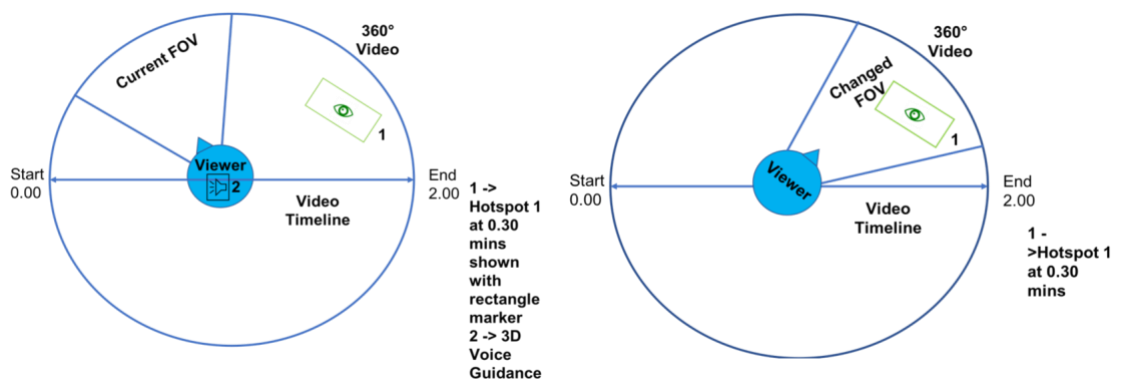 Current FOV
360°
Video
1
Start
0.00
Viewer
2
Video
Timeline
End
2.00
1 ->
Hotspot 1
at 0.30
mins
shown
with
rectangle
marker
2 -> 3D
Voice
Guidance
Changed
FOV
360°
Video
1
Start
0.00
Viewer
Video
Timeline
End
2.00
1 -
>Hotspot 1
at 0.30
mins